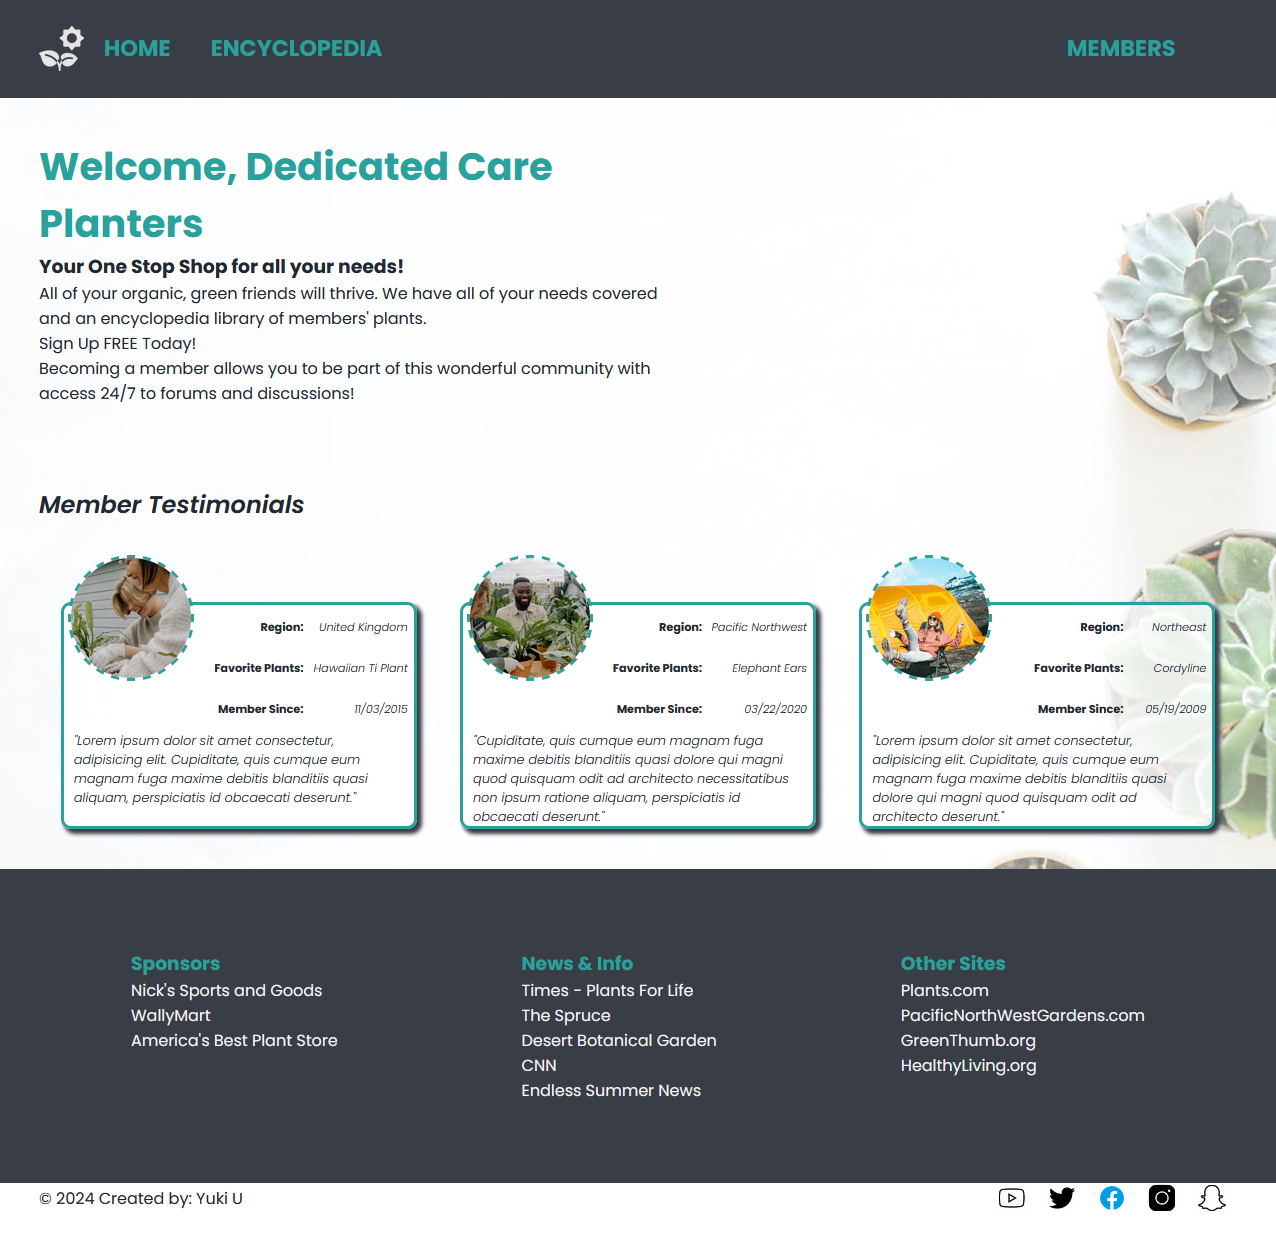 HOME
ENCYCLOPEDIA
MEMBERS
Welcome, Dedicated Care
Planters
Your One Stop Shop for all your needs!
All of your organic, green friends will thrive. We have all of your needs covered
and an encyclopedia library of members' plants.
Sign Up FREE Today!
Becoming a member allows you to be part of this wonderful community with
access 24/7 to forums and discussions!
Member Testimonials
Region: United Kingdom
Favorite Plants: Hawaiian Ti Plant
Member Since: 11/03/2015
"Lorem ipsum dolor sit amet consectetur,
adipisicing elit. Cupiditate, quis cumque eum
magnam fuga maxime debitis blanditiis quasi
aliquam, perspiciatis id obcaecati deserunt."
Region: Pacific Northwest
Favorite Plants: Elephant Ears
Member Since: 03/22/2020
"Cupiditate, quis cumque eum magnam fuga
maxime debitis blanditiis quasi dolore qui magni
quod quisquam odit ad architecto necessitatibus
non ipsum ratione aliquam, perspiciatis id
obcaecati deserunt."
Region: Northeast
Favorite Plants: Cordyline
Member Since: 05/19/2009
"Lorem ipsum dolor sit amet consectetur,
adipisicing elit. Cupiditate, quis cumque eum
magnam fuga maxime debitis blanditiis quasi
dolore qui magni quod quisquam odit ad
architecto deserunt."
Sponsors
Nick's Sports and Goods
WallyMart
America's Best Plant Store
News & Info
Times - Plants For Life
The Spruce
Desert Botanical Garden
CNN
Endless Summer News
Other Sites
Plants.com
PacificNorthWestGardens.com
GreenThumb.org
HealthyLiving.org
© 2024 Created by: Yuki U